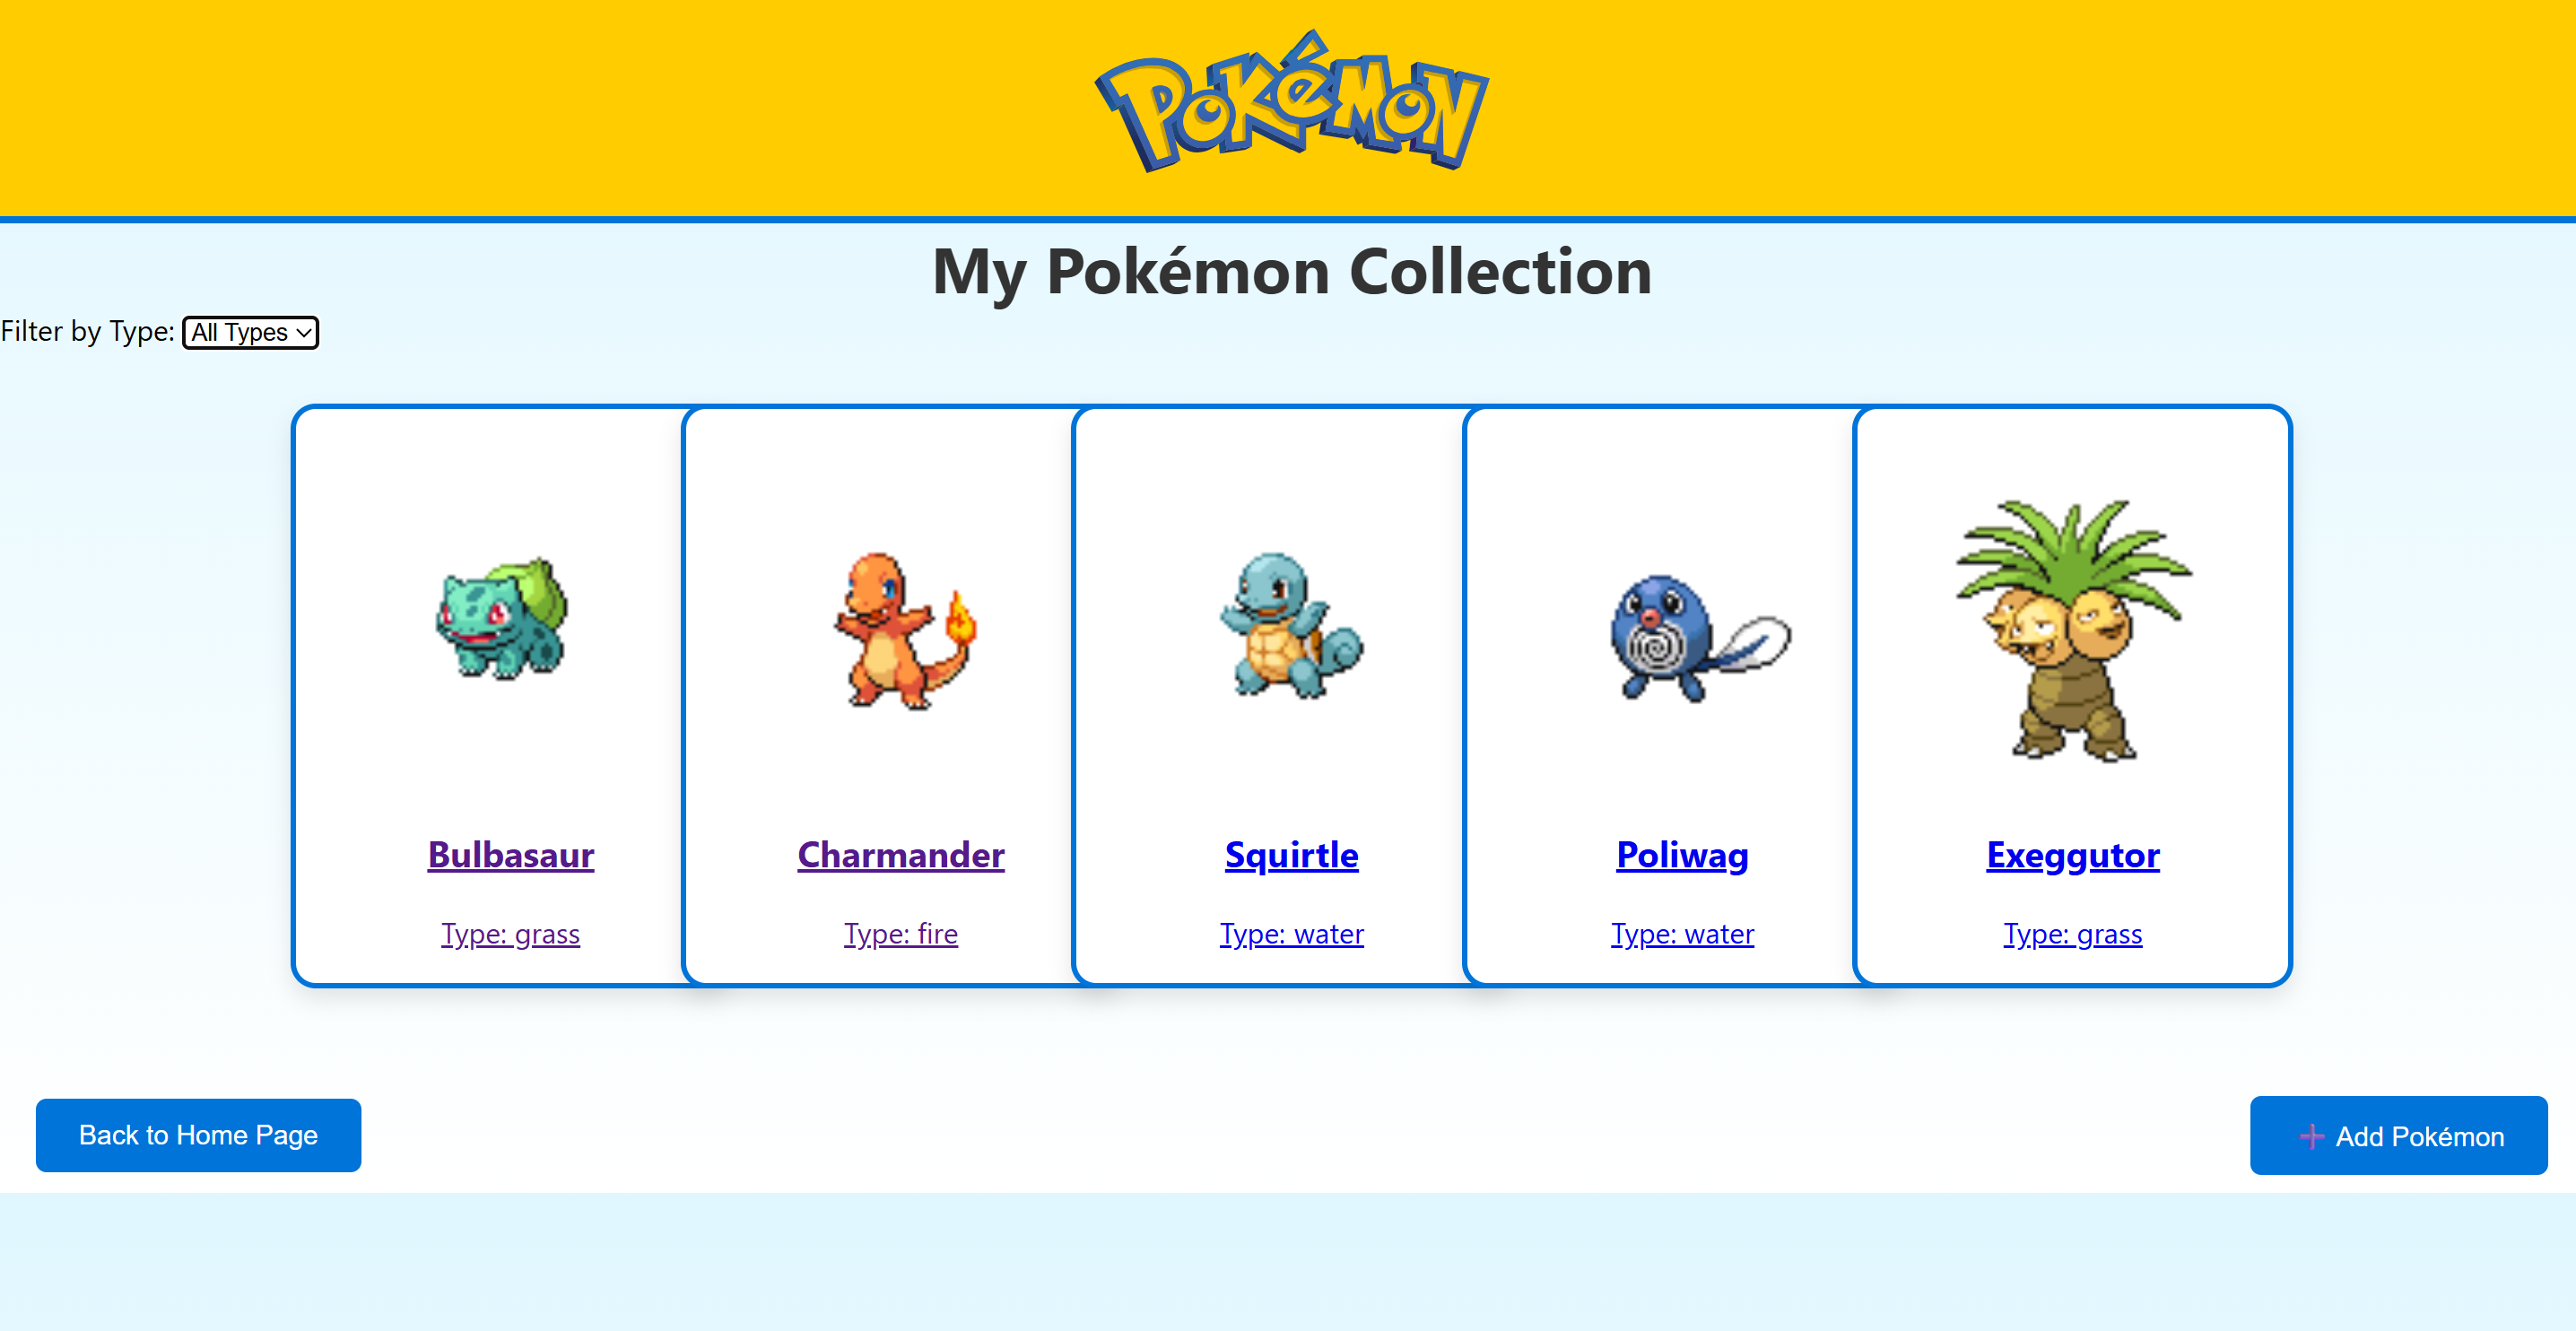 Pokémon
My Pokémon Collection
Filter by Type: All Types
Bulbasaur
Type: grass
Charmander
Type: fire
Squirtle
Type: water
Poliwag
Type: water
Exeggutor
Type: grass
Back to Home Page
➕ Add Pokémon